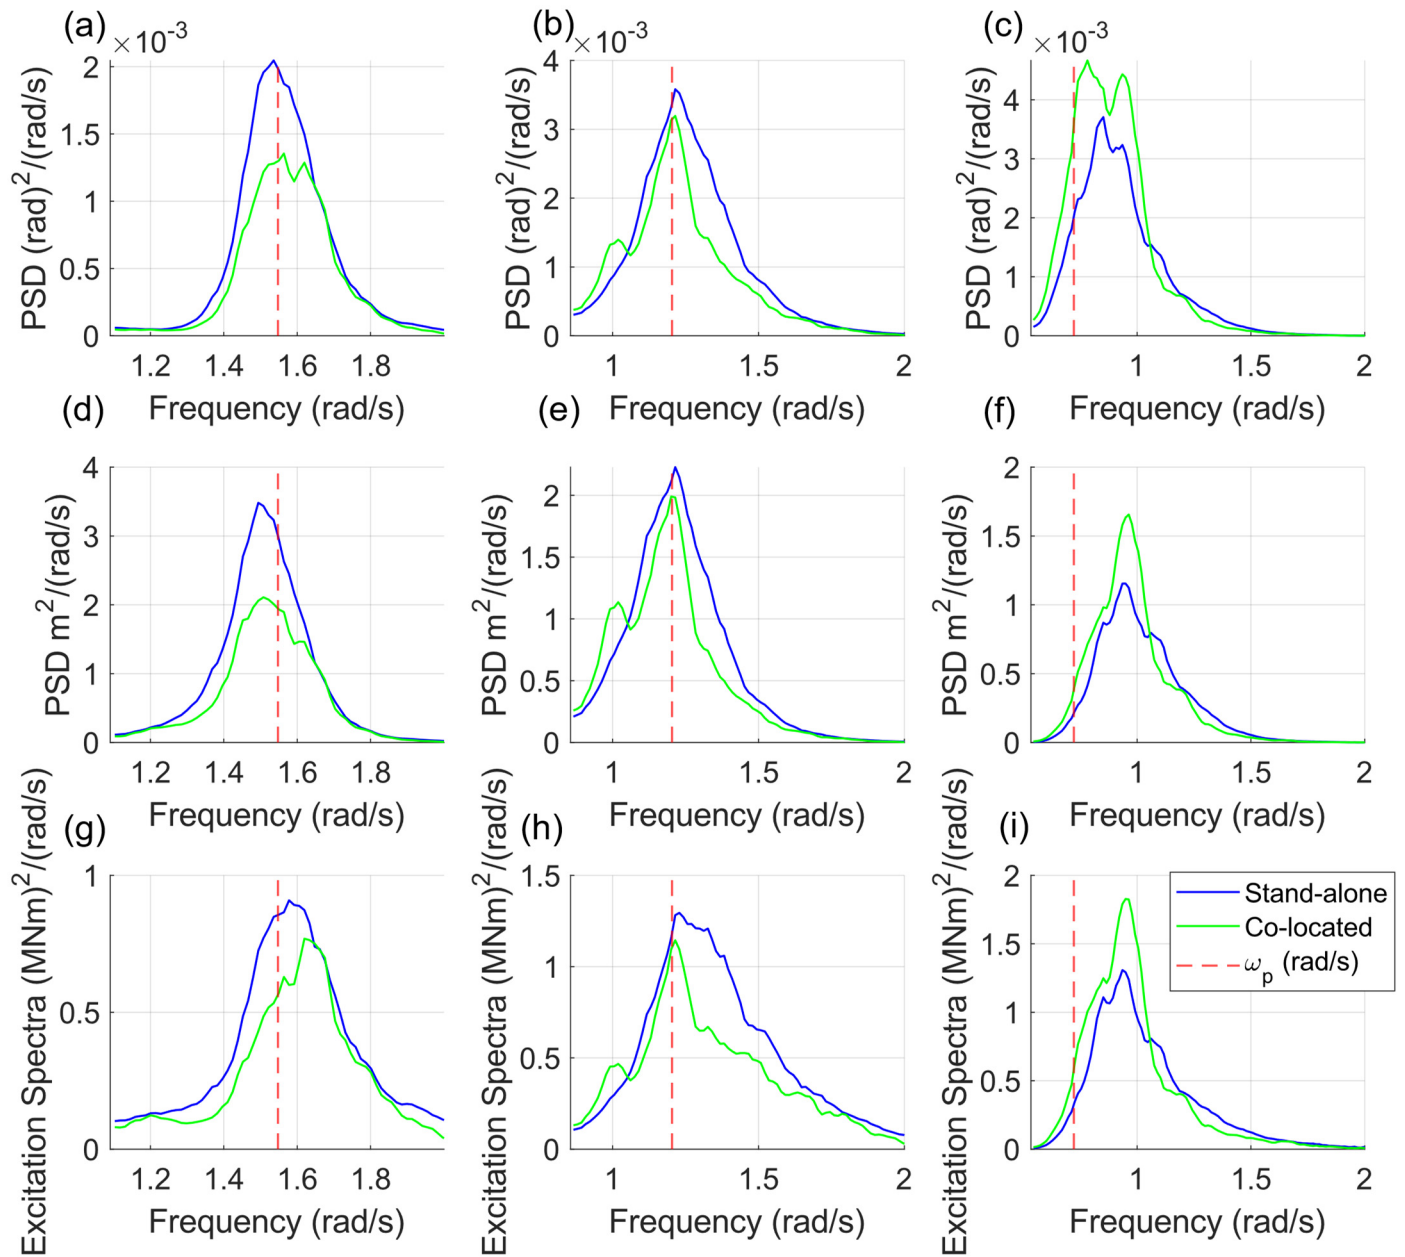 (a) (b) (c)
×10^-3 ×10^-3 ×10^-3
PSD (rad)^2/(rad/s)
2
1.5
1
0.5
0
1.2 1.4 1.6 1.8
Frequency (rad/s)
PSD (rad)^2/(rad/s)
4
3
2
1
0
1 1.5 2
Frequency (rad/s)
PSD (rad)^2/(rad/s)
4
3
2
1
0
1 1.5 2
Frequency (rad/s)
(d) (e) (f)
PSD m^2/(rad/s)
4
3
2
1
0
1.2 1.4 1.6 1.8
Frequency (rad/s)
PSD m^2/(rad/s)
2
1.5
1
0.5
0
1 1.5 2
Frequency (rad/s)
PSD m^2/(rad/s)
2
1.5
1
0.5
0
1 1.5 2
Frequency (rad/s)
(g) (h) (i)
Excitation Spectra (MNm)^2/(rad/s)
1
0.5
0
1.2 1.4 1.6 1.8
Frequency (rad/s)
Excitation Spectra (MNm)^2/(rad/s)
1.5
1
0.5
0
1 1.5 2
Frequency (rad/s)
Excitation Spectra (MNm)^2/(rad/s)
2
1.5
1
0.5
0
1 1.5 2
Frequency (rad/s)
Stand-alone
Co-located
ω_p (rad/s)